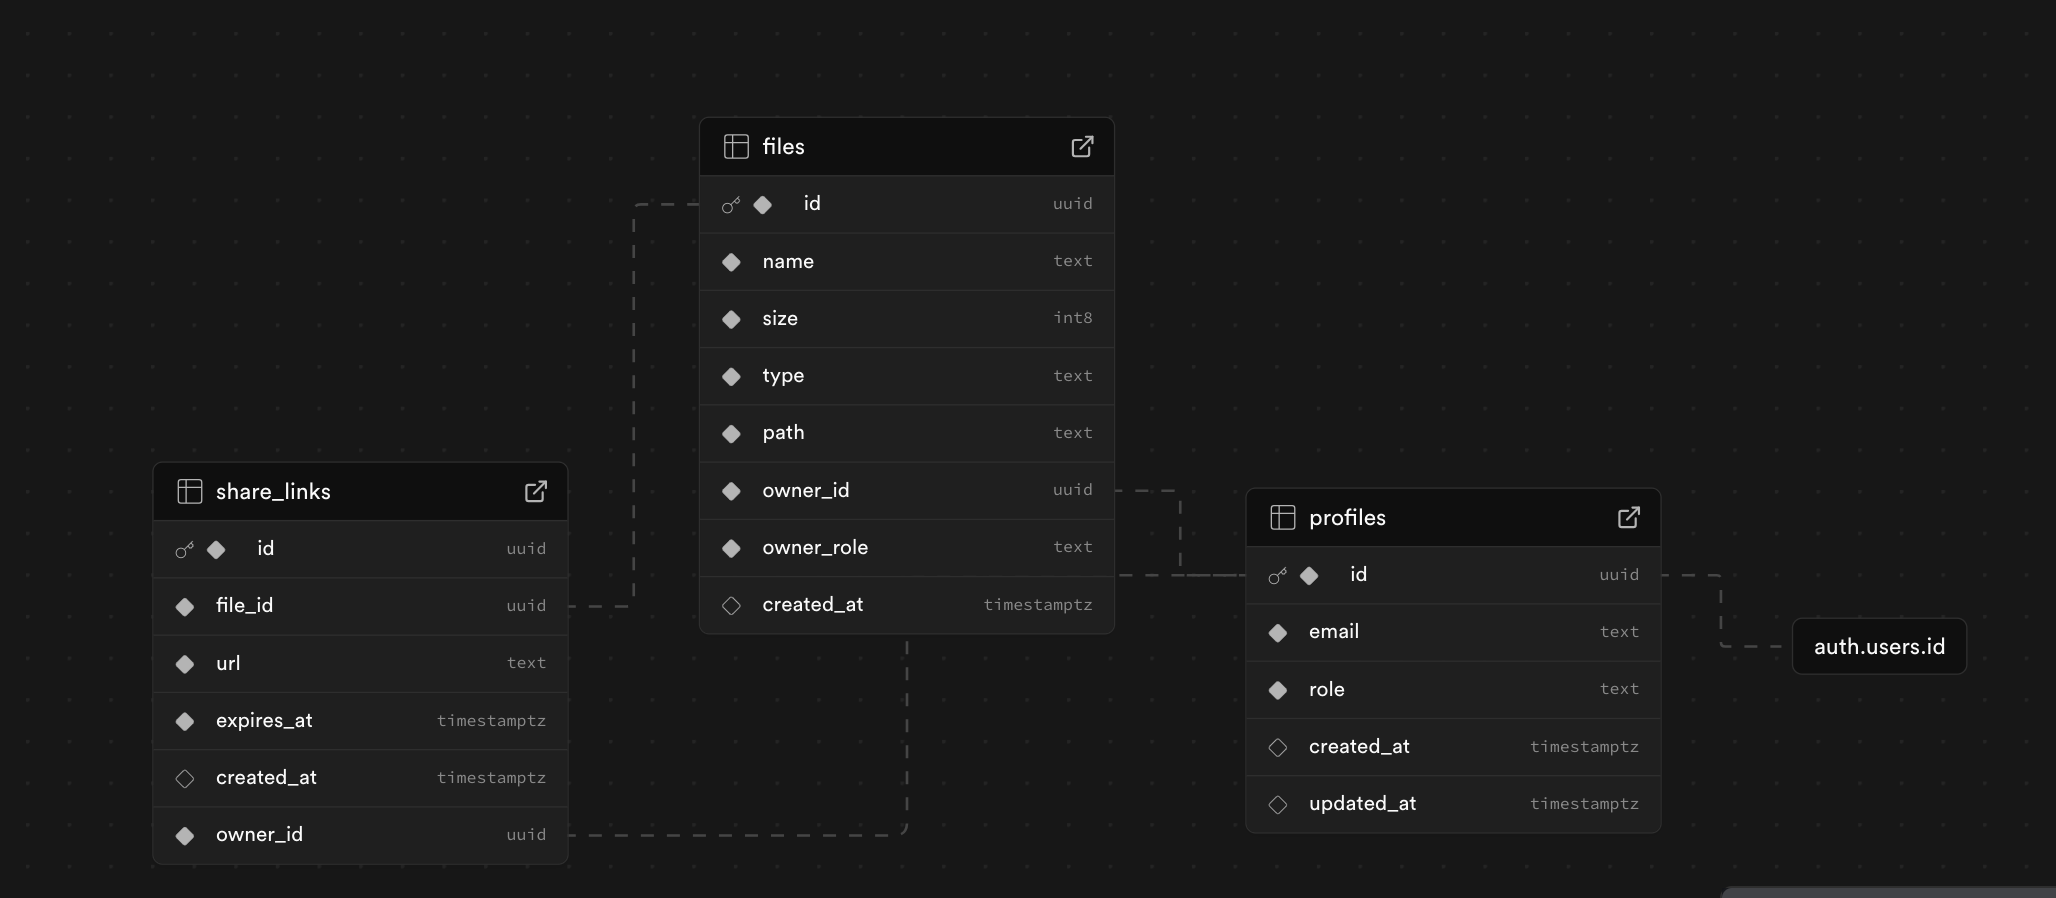 files
id uuid
name text
size int8
type text
path text
owner_id uuid
owner_role text
created_at timestamptz
share_links
id uuid
file_id uuid
url text
expires_at timestamptz
created_at timestamptz
owner_id uuid
profiles
id uuid
email text
role text
created_at timestamptz
updated_at timestamptz
auth.users.id